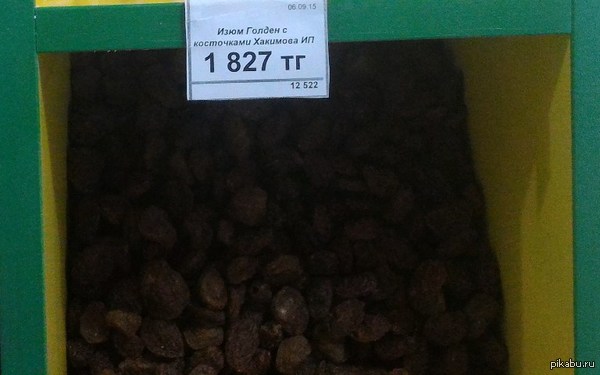 06.09.15
Изюм Голден с
косточками Хакимова ИП
1 827 тг
12 522
pikabu.ru